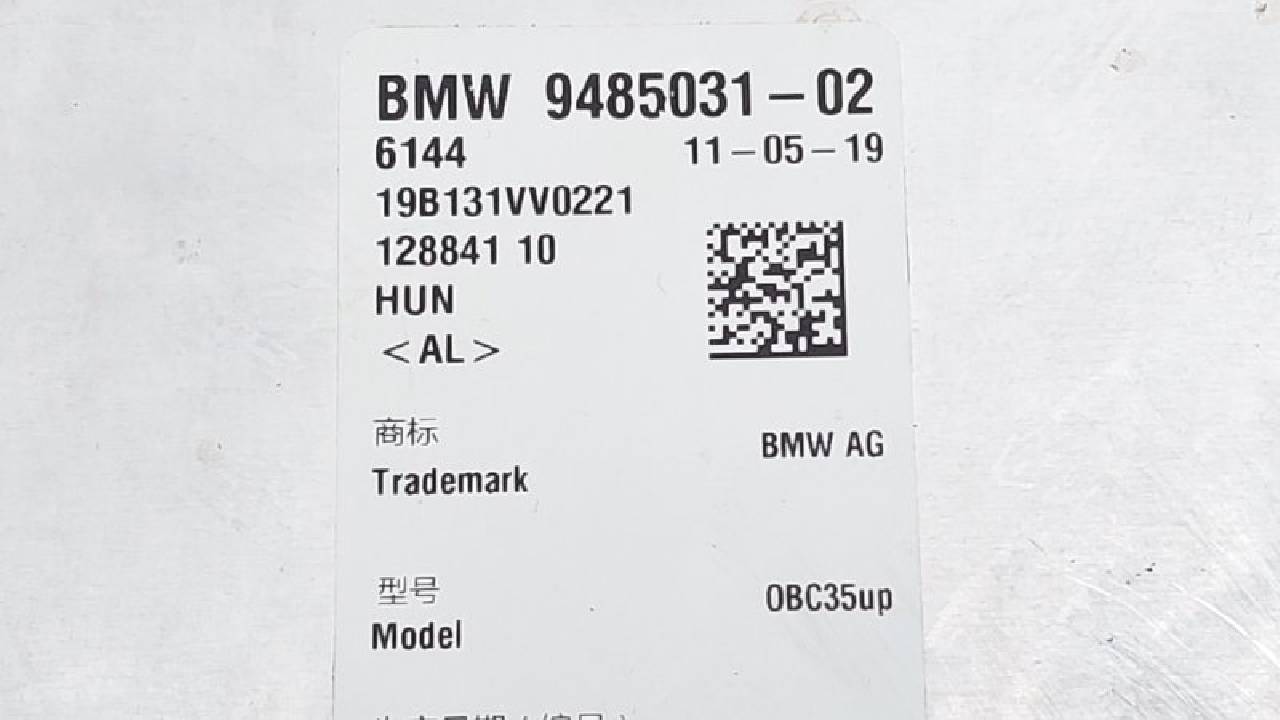 BMW 9485031-02
6144 11-05-19
19B131VV0221
128841 10
HUN
<AL>
商标
BMW AG
Trademark
型号
OBC35up
Model